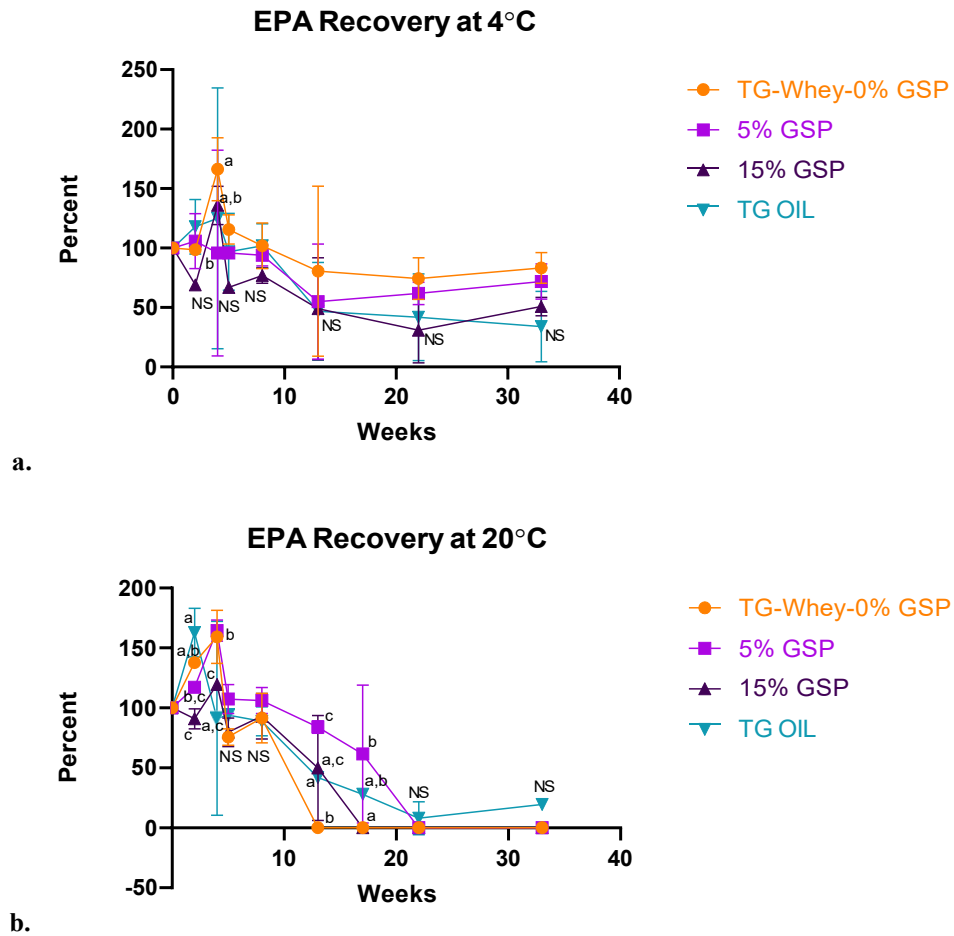 EPA Recovery at 4°C
250
200
150
100
50
0
0
10
20
30
40
Percent
Weeks
a
a,b
b
NS
NS
NS
NS
NS
NS
TG-Whey-0% GSP
5% GSP
15% GSP
TG OIL
a.
EPA Recovery at 20°C
200
150
100
50
0
-50
10
20
30
40
Percent
Weeks
a
a,b
b,c
c
b
c
a,c
NS
NS
c
a,c
a
b
b
a,b
a
NS
NS
TG-Whey-0% GSP
5% GSP
15% GSP
TG OIL
b.